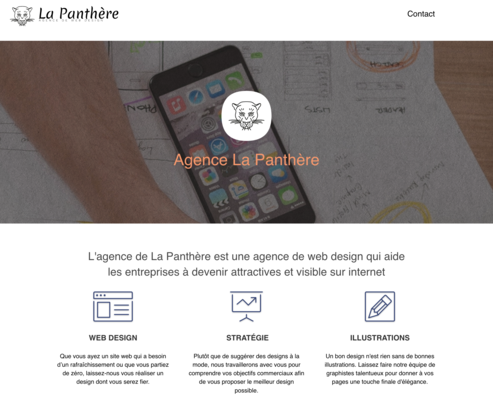 La Panthère
AGENCE DE WEB DESIGN
Contact
Agence La Panthère
L'agence de La Panthère est une agence de web design qui aide
les entreprises à devenir attractives et visible sur internet
WEB DESIGN
Que vous ayez un site web qui a besoin
d'un rafraîchissement ou que vous partiez
de zéro, laissez-nous vous réaliser un
design dont vous serez fier.
STRATÉGIE
Plutôt que de suggérer des designs à la
mode, nous travaillerons avec vous pour
comprendre vos objectifs commerciaux afin
de vous proposer le meilleur design
possible.
ILLUSTRATIONS
Un bon design n'est rien sans de bonnes
illustrations. Laissez faire notre équipe de
graphistes talentueux pour donner à vos
pages une touche finale d'élégance.